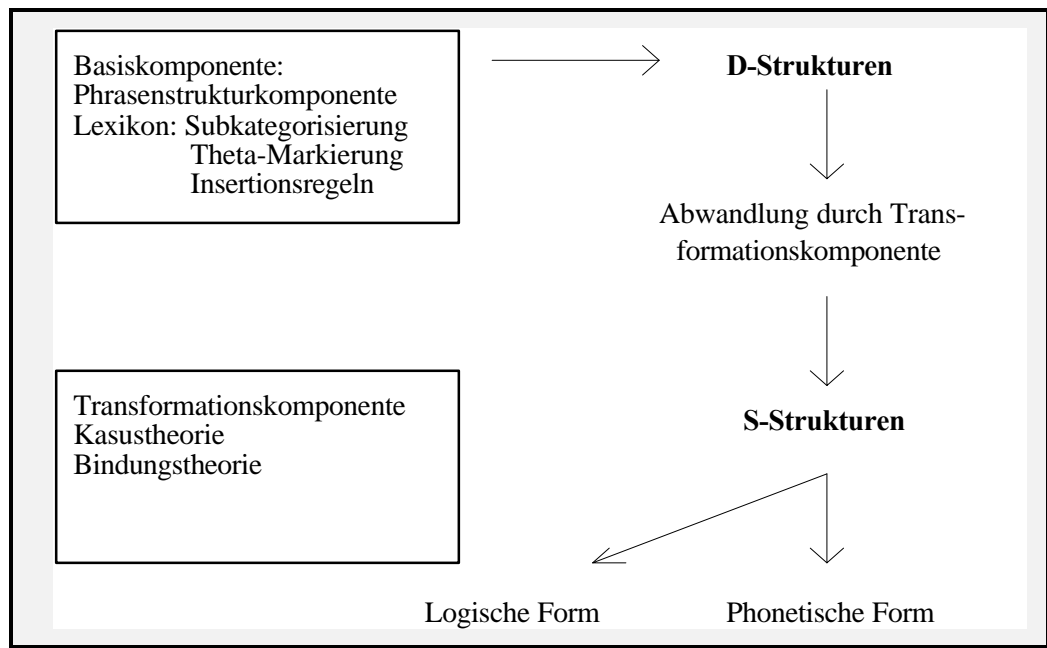 Basiskomponente:
Phrasenstrukturkomponente
Lexikon: Subkategorisierung
Theta-Markierung
Insertionsregeln
D-Strukturen
Abwandlung durch Trans-
formationskomponente
Transformationskomponente
Kasustheorie
Bindungstheorie
S-Strukturen
Logische Form
Phonetische Form